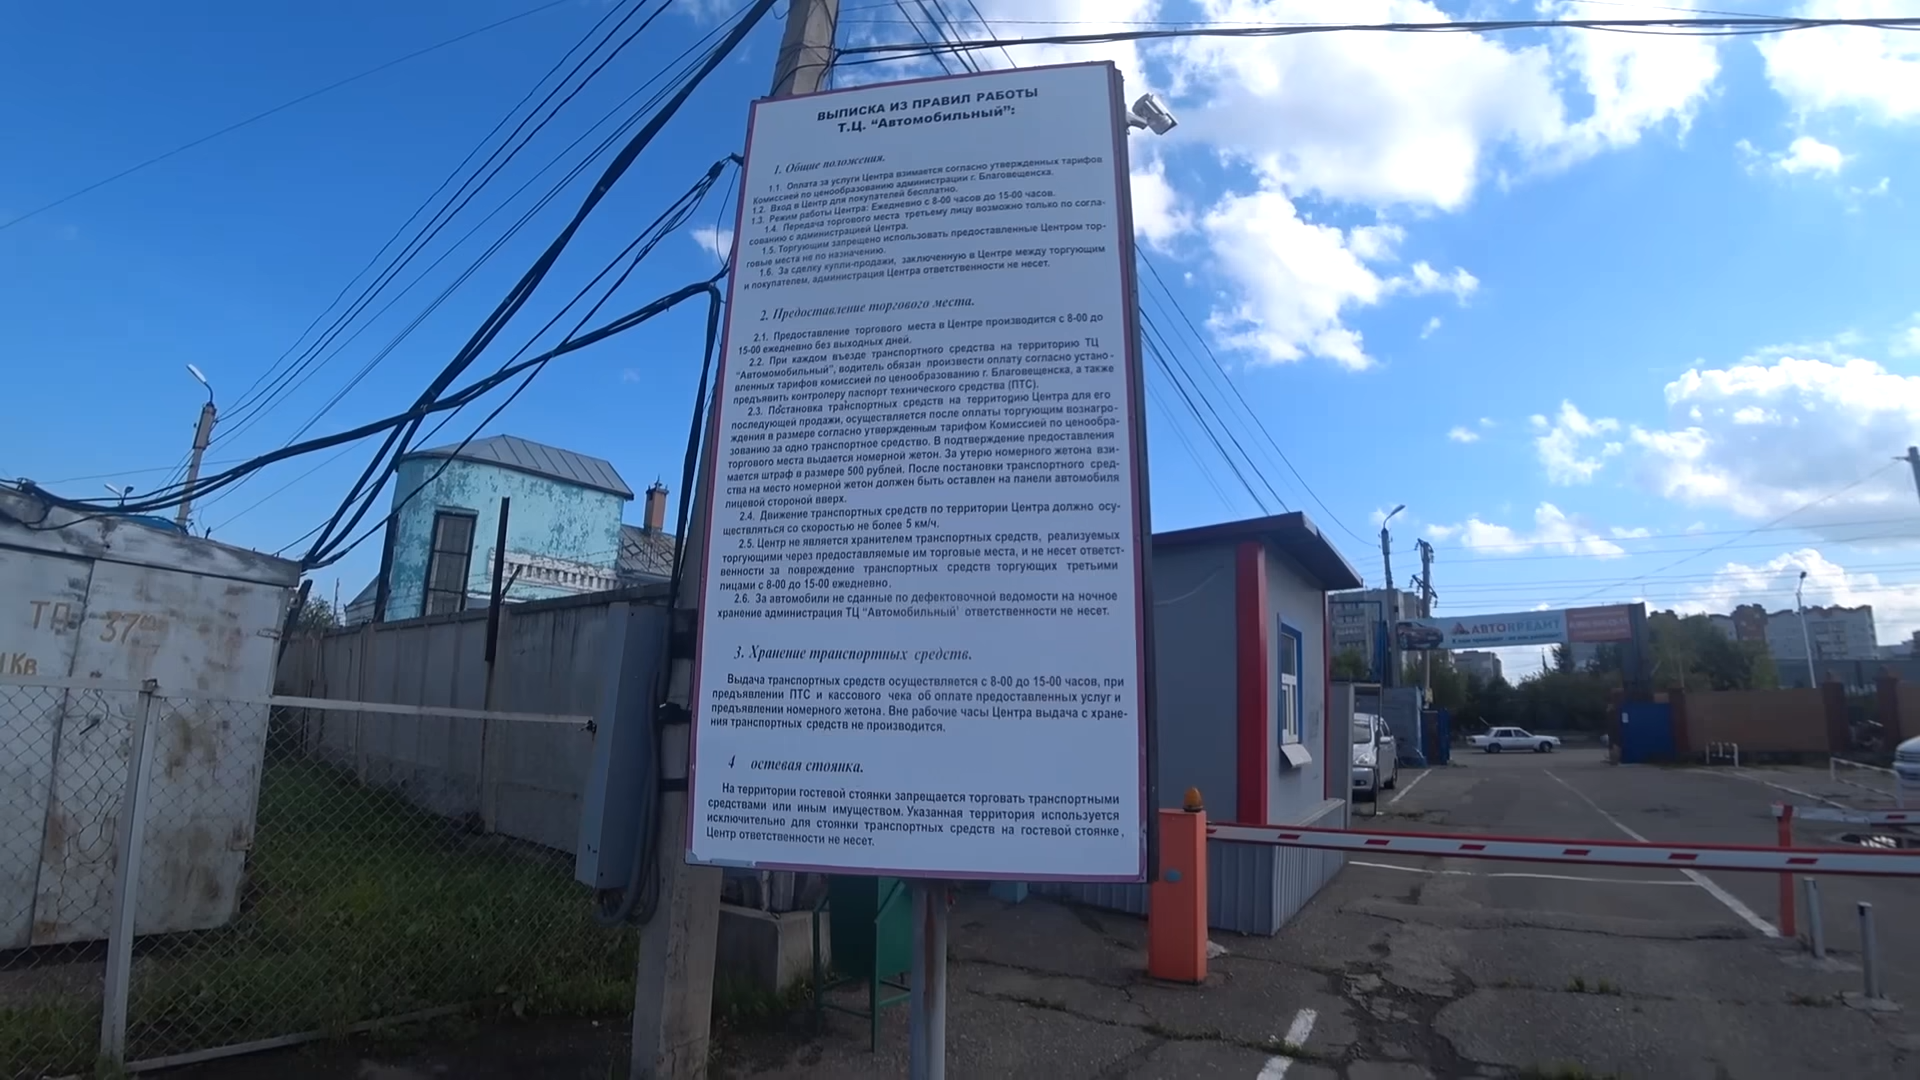 ВЫПИСКА ИЗ ПРАВИЛ РАБОТЫ
Т.Ц. “Автомобильный”:
1. Общие положения.
1.1. Оплата за услуги Центра взимается согласно утвержденных тарифов
Комиссией по ценообразованию администрации г. Благовещенска.
1.2. Вход в Центр для покупателей бесплатно.
1.3. Режим работы Центра: Ежедневно с 8-00 часов до 15-00 часов.
1.4. Передача торгового места третьему лицу возможно только по согла-
сованию с администрацией Центра.
1.5. Торгующим запрещено использовать предоставленные Центром тор-
говые места не по назначению.
1.6. За сделку купли-продажи, заключенную в Центре между торгующим
и покупателем, администрация Центра ответственности не несет.
2. Предоставление торгового места.
2.1. Предоставление торгового места в Центре производится с 8-00 до
15-00 ежедневно без выходных дней.
2.2. При каждом въезде транспортного средства на территорию ТЦ
“Автомомобильный”, водитель обязан произвести оплату согласно устано-
вленных тарифов комиссией по ценообразованию г. Благовещенска, а также
предъявить контролеру паспорт технического средства (ПТС).
2.3. Постановка транспортных средств на территорию Центра для его
последующей продажи, осуществляется после оплаты торгующим вознагро-
ждения в размере согласно утвержденным тарифом Комиссией по ценообра-
зованию за одно транспортное средство. В подтверждение предоставления
торгового места выдается номерной жетон. За утерю номерного жетона взи-
мается штраф в размере 500 рублей. После постановки транспортного сред-
ства на место номерной жетон должен быть оставлен на панели автомобиля
лицевой стороной вверх.
2.4. Движение транспортных средств по территории Центра должно осу-
ществляться со скоростью не более 5 км/ч.
2.5. Центр не является хранителем транспортных средств, реализуемых
торгующими через предоставляемые им торговые места, и не несет ответст-
венности за повреждение транспортных средств торгующих третьими
лицами с 8-00 до 15-00 ежедневно.
2.6. За автомобили не сданные по дефектовочной ведомости на ночное
хранение администрация ТЦ “Автомобильный' ответственности не несет.
3. Хранение транспортных средств.
Выдача транспортных средств осуществляется с 8-00 до 15-00 часов, при
предъявлении ПТС и кассового чека об оплате предоставленных услуг и
предъявлении номерного жетона. Вне рабочие часы Центра выдача с хране-
ния транспортных средств не производится.
4 остевая стоянка.
На территории гостевой стоянки запрещается торговать транспортными
средствами или иным имуществом. Указанная территория используется
исключительно для стоянки транспортных средств на гостевой стоянке,
Центр ответственности не несет.
ТП 37
1 Кв
АВТОКРЕДИТ